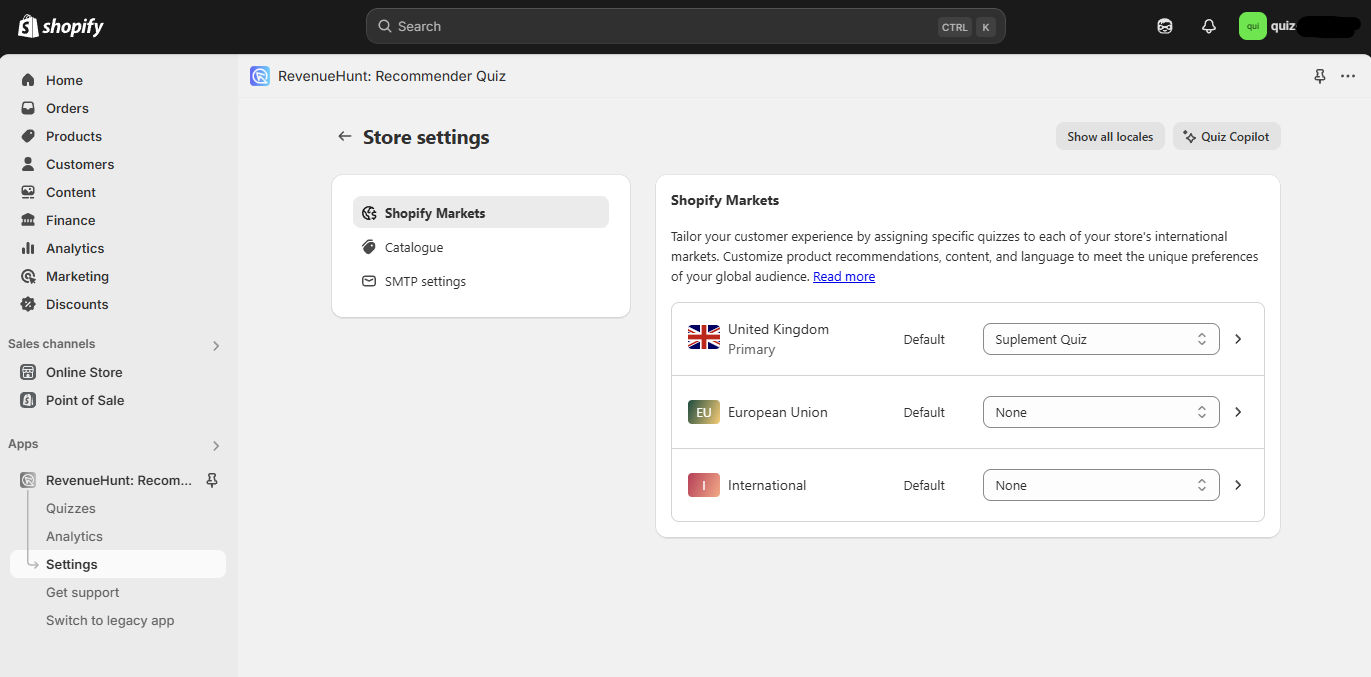 shopify
Search
CTRL K
qui
quiz
Home
Orders
Products
Customers
Content
Finance
Analytics
Marketing
Discounts
Sales channels
Online Store
Point of Sale
Apps
RevenueHunt: Recom...
Quizzes
Analytics
Settings
Get support
Switch to legacy app
RevenueHunt: Recommender Quiz
Store settings
Show all locales
Quiz Copilot
Shopify Markets
Catalogue
SMTP settings
Shopify Markets
Tailor your customer experience by assigning specific quizzes to each of your store's international
markets. Customize product recommendations, content, and language to meet the unique preferences
of your global audience. Read more
United Kingdom
Primary
Default
Suplement Quiz
EU
European Union
Default
None
I
International
Default
None